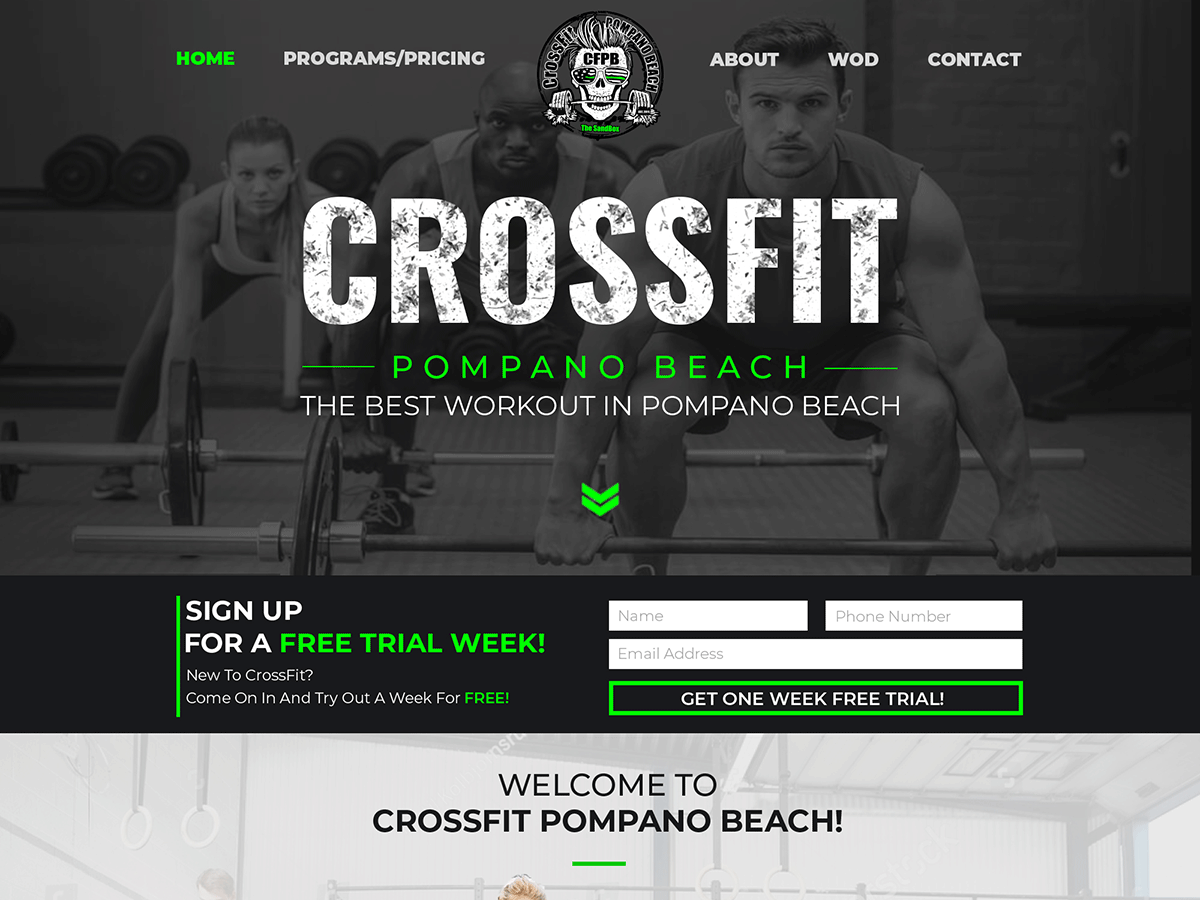 HOME
PROGRAMS/PRICING
CROSSFIT POMPANO BEACH
CFPB
The SandBox
ABOUT
WOD
CONTACT
CROSSFIT
POMPANO BEACH
THE BEST WORKOUT IN POMPANO BEACH
SIGN UP
FOR A FREE TRIAL WEEK!
New To CrossFit?
Come On In And Try Out A Week For FREE!
Name
Phone Number
Email Address
GET ONE WEEK FREE TRIAL!
WELCOME TO
CROSSFIT POMPANO BEACH!